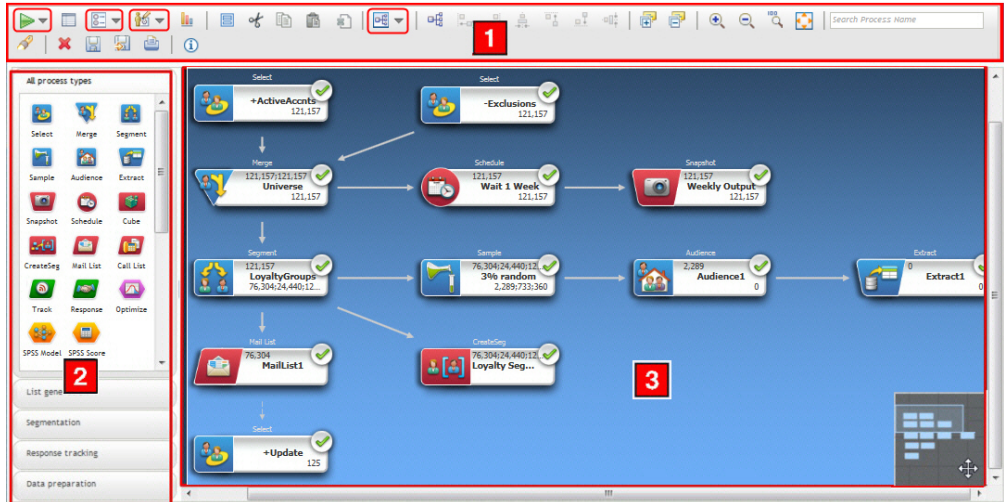 100
Search Process Name
1
All process types
Select
Merge
Segment
Sample
Audience
Extract
Snapshot
Schedule
Cube
CreateSeg
Mail List
Call List
Track
Response
Optimize
SPSS Model
SPSS Score
2
List gene
Segmentation
Response tracking
Data preparation
Select
+ActiveAccnts
121,157
Select
-Exclusions
121,157
Merge
121,157;121,157
Universe
121,157
Schedule
121,157
Wait 1 Week
121,157
Snapshot
121,157
Weekly Output
121,157
Segment
121,157
LoyaltyGroups
76,304;24,440;12...
Sample
76,304;24,440;12...
3% random
2,289;733;360
Audience
2,289
Audience1
0
Extract
0
Extract1
0
Mail List
76,304
MailList1
CreateSeg
76,304;24,440;12...
Loyalty Seg...
3
Select
+Update
125